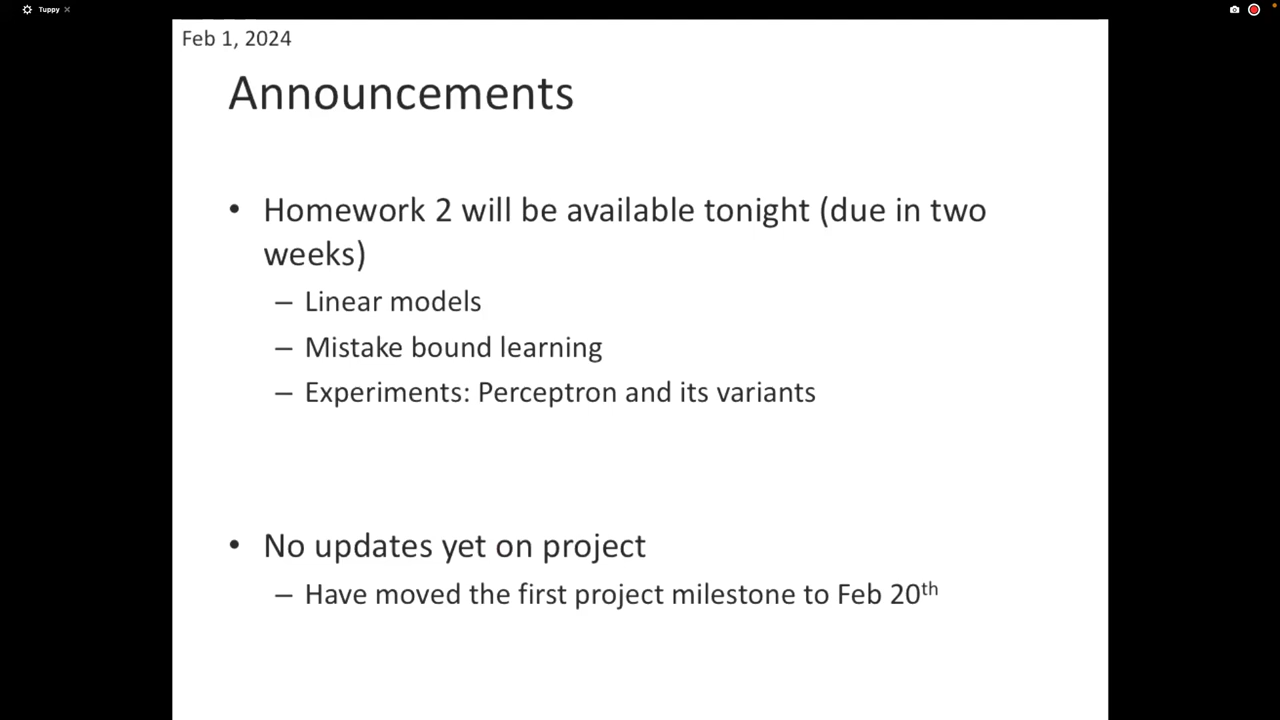 Tuppy
Feb 1, 2024
Announcements
• Homework 2 will be available tonight (due in two
weeks)
– Linear models
– Mistake bound learning
– Experiments: Perceptron and its variants
• No updates yet on project
– Have moved the first project milestone to Feb 20th